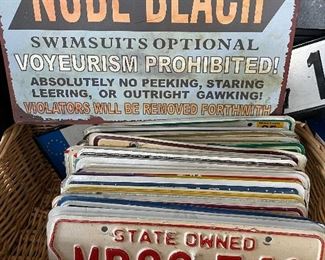 NUDE BEACH
SWIMSUITS OPTIONAL
VOYEURISM PROHIBITED!
ABSOLUTELY NO PEEKING, STARING
LEERING, OR OUTRIGHT GAWKING!
VIOLATORS WILL BE REMOVED FORTHWITH
1
STATE OWNED